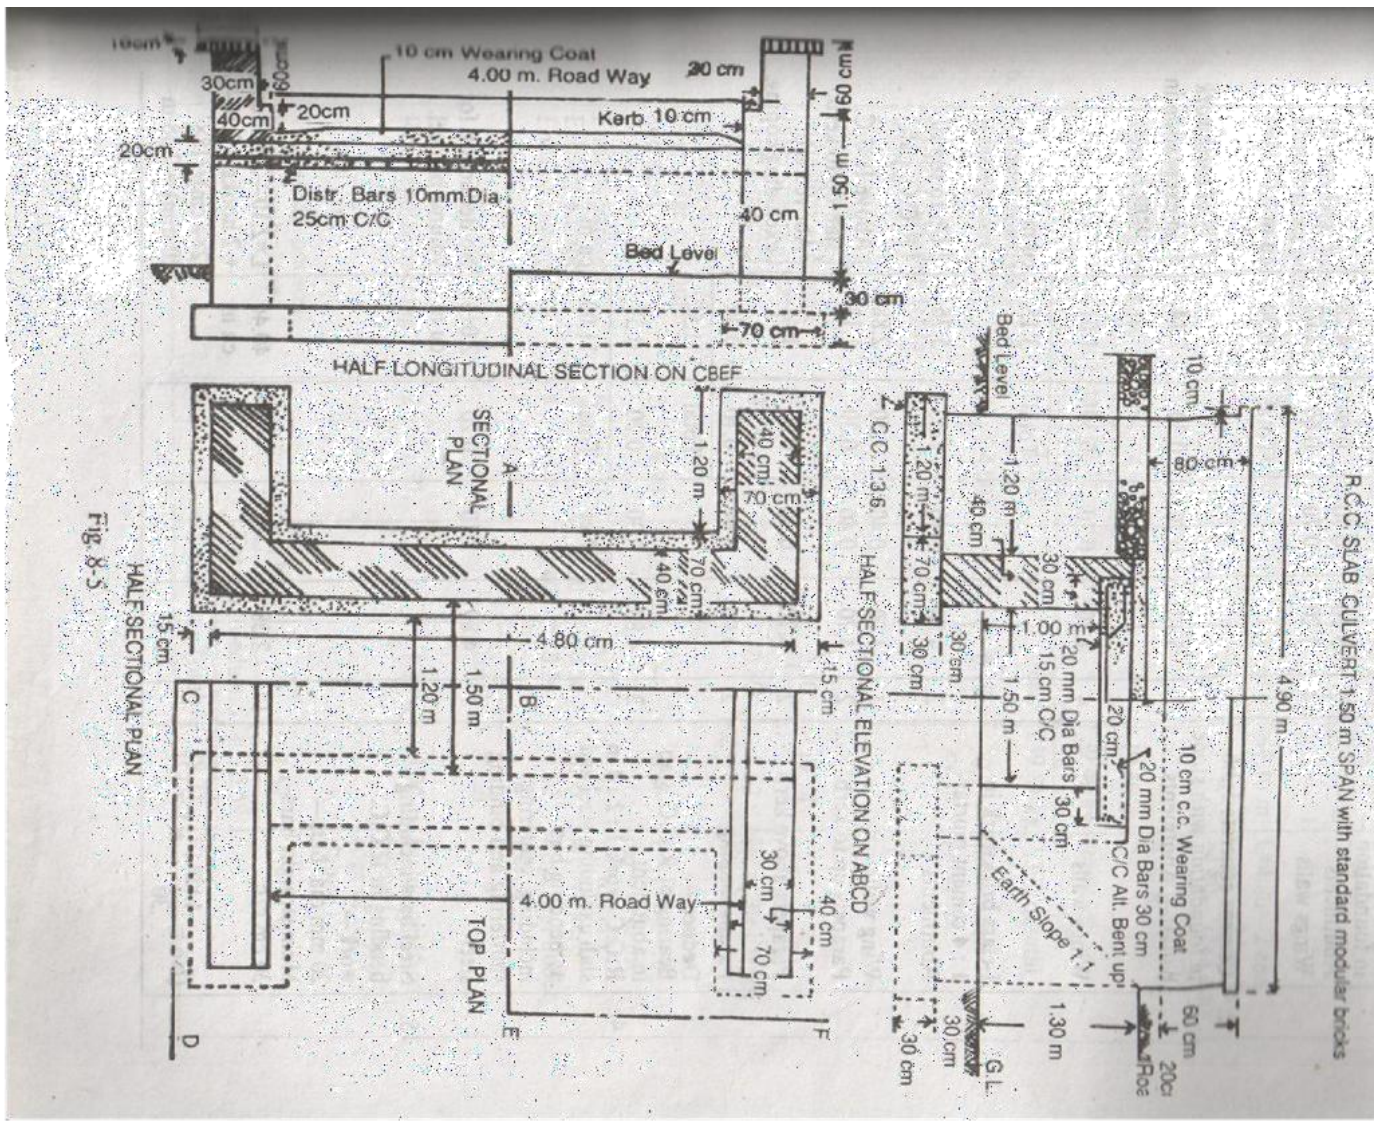 R.C.C. SLAB CULVERT 1.50 m. SPAN with standard modular bricks
4.90 m
10 cm
80 cm
60 cm
Bed Level
1.20 m
40 cm
30 cm
20 mm Dia Bars
15 cm C/C
20 cm
10 cm c.c. Wearing Coat
20 mm Dia Bars 30 cm
C/C Alt. Bent up
1.00 m
1.50 m
30 cm
Earth Slope 1.1
1.30 m
G.L.
C.C. 1.3.6.
1.20 m
70 cm
30 cm
30 cm
30 cm
30 cm
HALF SECTIONAL ELEVATION ON ABCD
10cm
30cm
60cm
40cm
20cm
20cm
10 cm Wearing Coat
4.00 m. Road Way
Kerb 10 cm
60 cm
1.50 m
Distr. Bars 10mm.Dia
25cm C/C
40 cm
Bed Level
30 cm
70 cm
HALF LONGITUDINAL SECTION ON CBEF
SECTIONAL
PLAN
A
1.20 m
40 cm
70 cm
70 cm
40 cm
4.80 cm
15 cm
15 cm
1.20 m
1.50 m
B
C
4.00 m. Road Way
30 cm
40 cm
70 cm
TOP PLAN
D
E
F
HALF SECTIONAL PLAN
Fig. 8-5